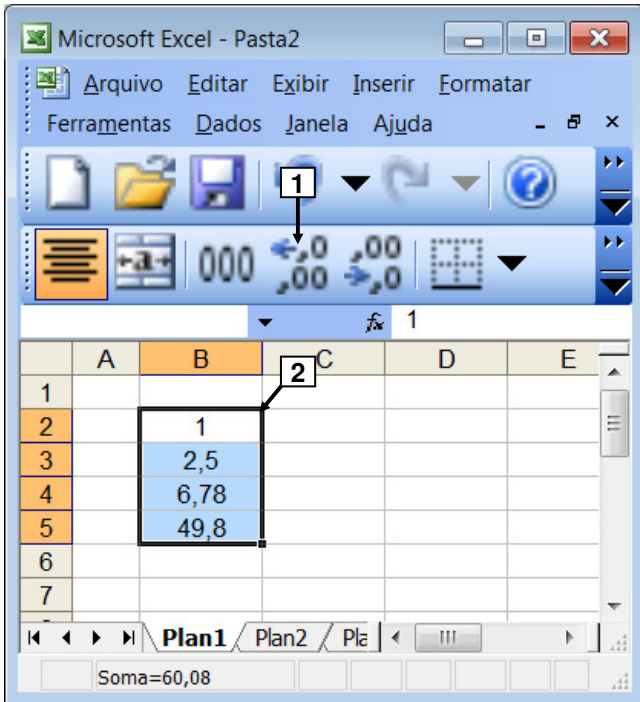 Microsoft Excel - Pasta2
Arquivo Editar Exibir Inserir Formatar
Ferramentas Dados Janela Ajuda
1
a 000 ,0 ,00 ,00 ,0
fx 1
A B C D E
2
1
2 1
3 2,5
4 6,78
5 49,8
6
7
Plan1 Plan2 Pla
Soma=60,08